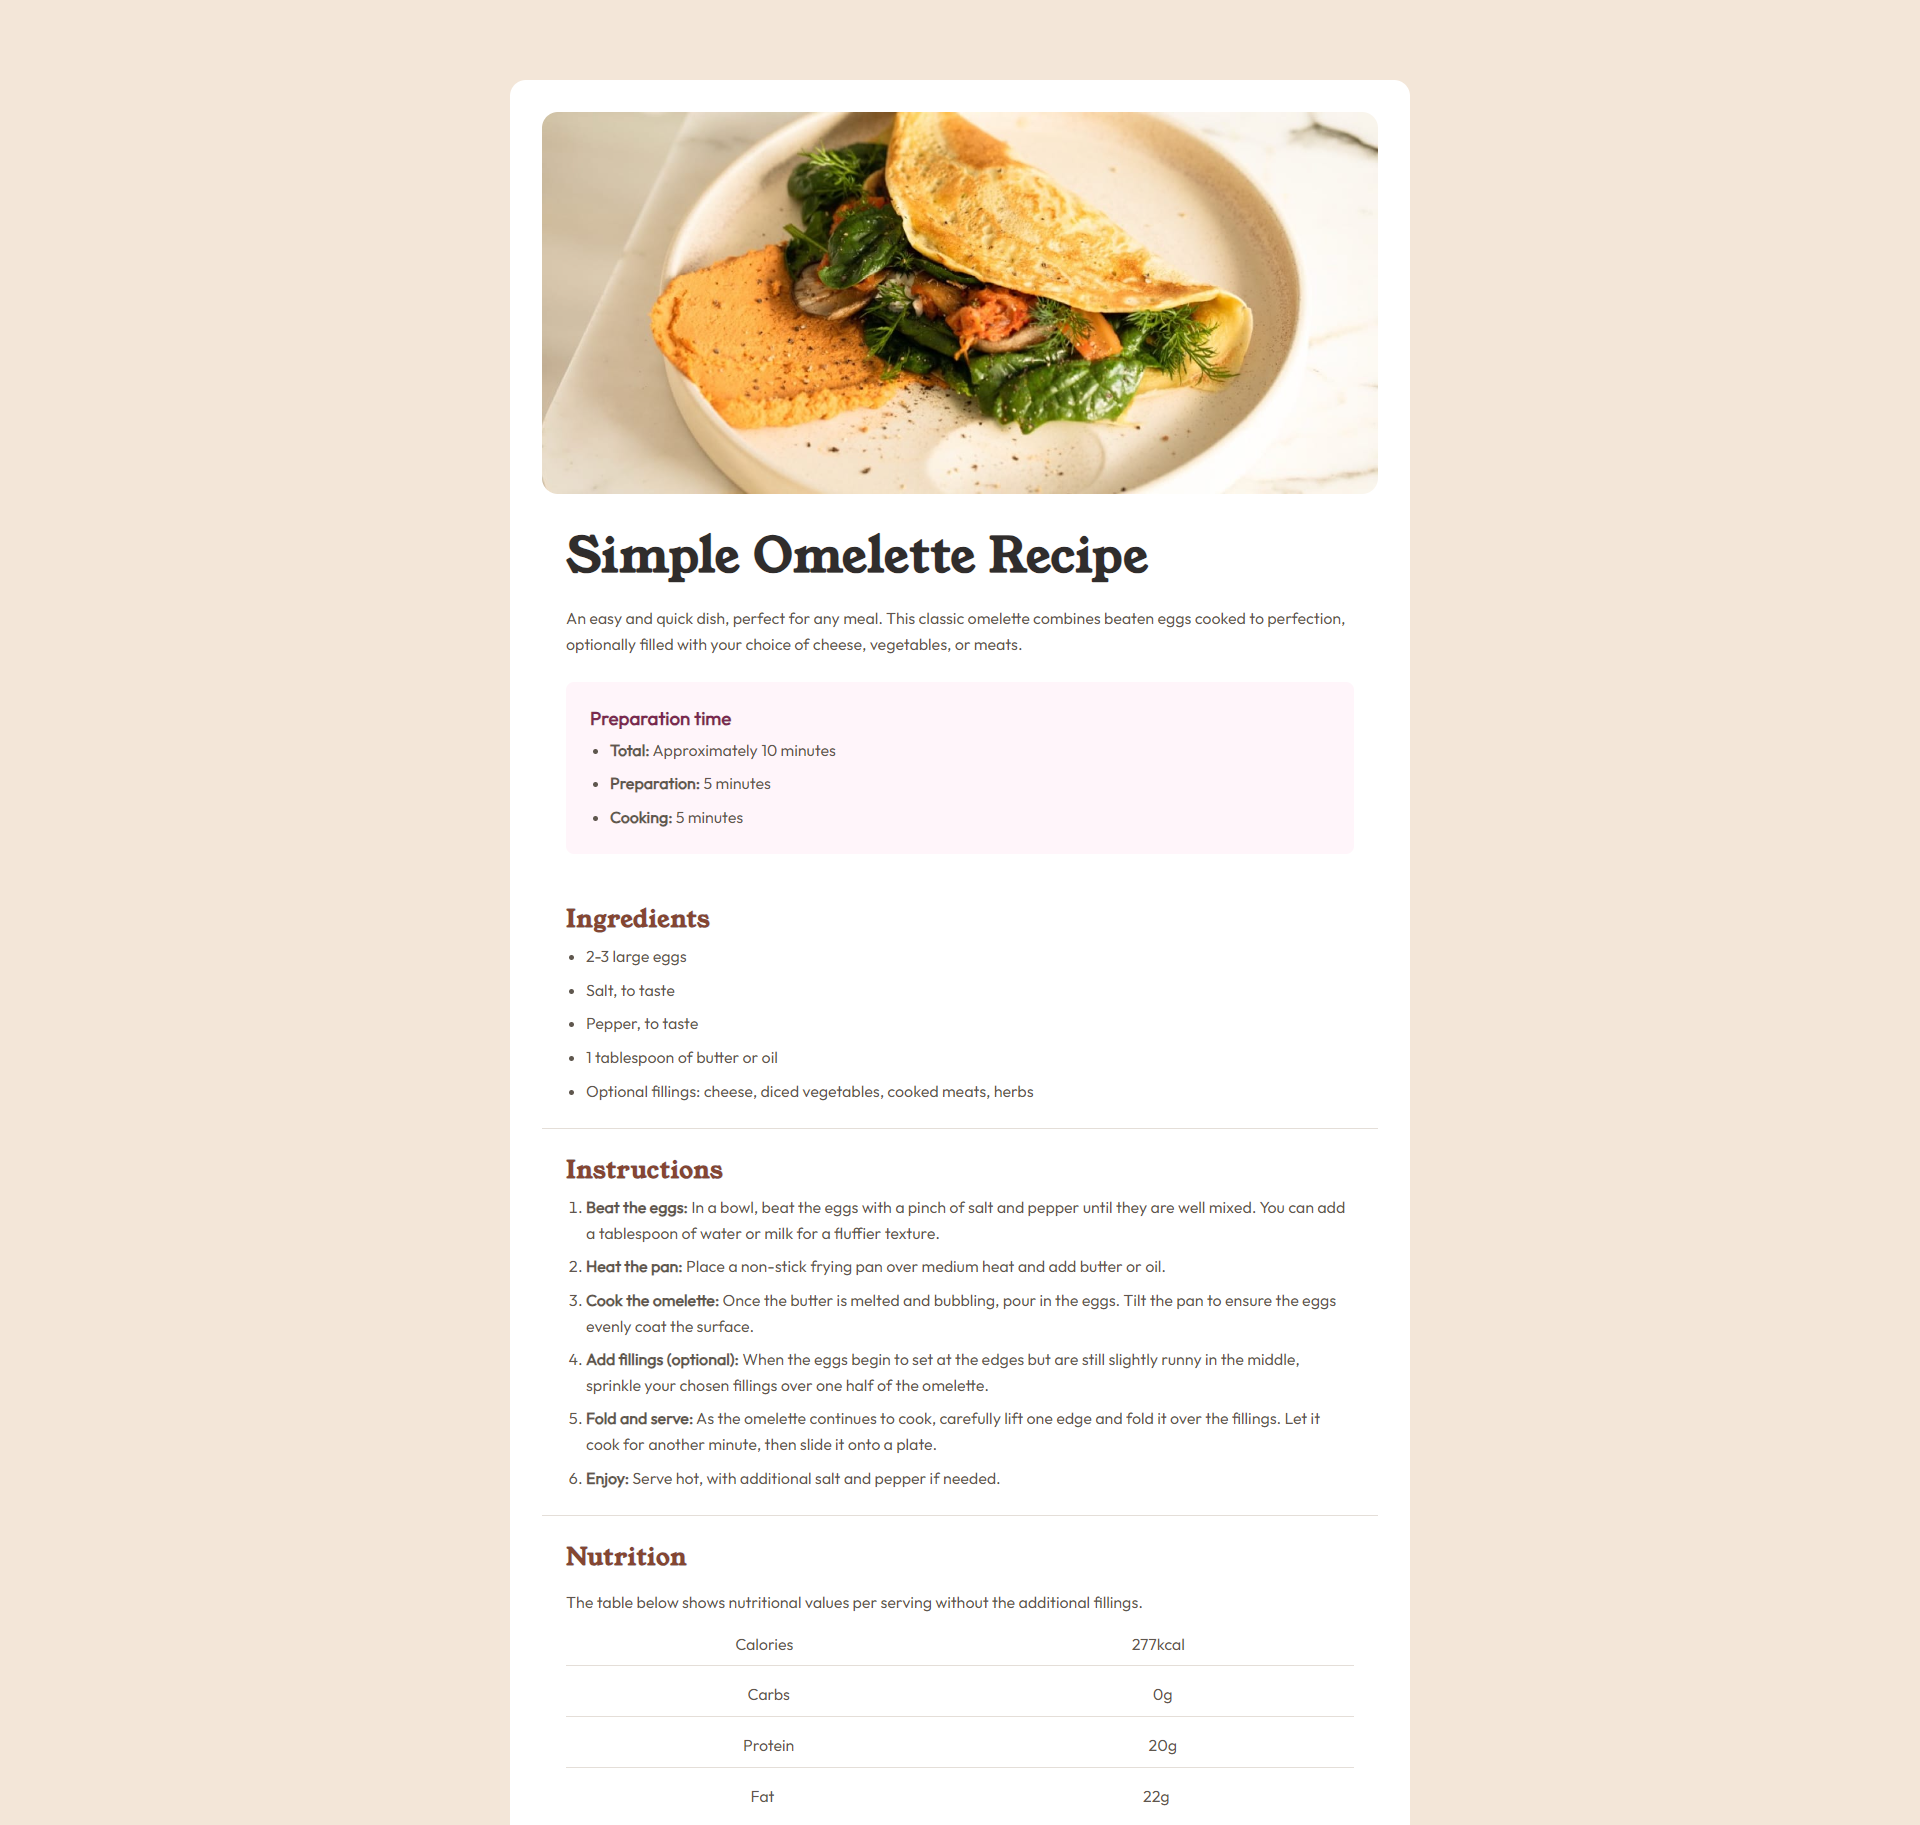 Simple Omelette Recipe
An easy and quick dish, perfect for any meal. This classic omelette combines beaten eggs cooked to perfection,
optionally filled with your choice of cheese, vegetables, or meats.
Preparation time
• Total: Approximately 10 minutes
• Preparation: 5 minutes
• Cooking: 5 minutes
Ingredients
• 2-3 large eggs
• Salt, to taste
• Pepper, to taste
• 1 tablespoon of butter or oil
• Optional fillings: cheese, diced vegetables, cooked meats, herbs
Instructions
1. Beat the eggs: In a bowl, beat the eggs with a pinch of salt and pepper until they are well mixed. You can add
a tablespoon of water or milk for a fluffier texture.
2. Heat the pan: Place a non-stick frying pan over medium heat and add butter or oil.
3. Cook the omelette: Once the butter is melted and bubbling, pour in the eggs. Tilt the pan to ensure the eggs
evenly coat the surface.
4. Add fillings (optional): When the eggs begin to set at the edges but are still slightly runny in the middle,
sprinkle your chosen fillings over one half of the omelette.
5. Fold and serve: As the omelette continues to cook, carefully lift one edge and fold it over the fillings. Let it
cook for another minute, then slide it onto a plate.
6. Enjoy: Serve hot, with additional salt and pepper if needed.
Nutrition
The table below shows nutritional values per serving without the additional fillings.
Calories 277kcal
Carbs 0g
Protein 20g
Fat 22g